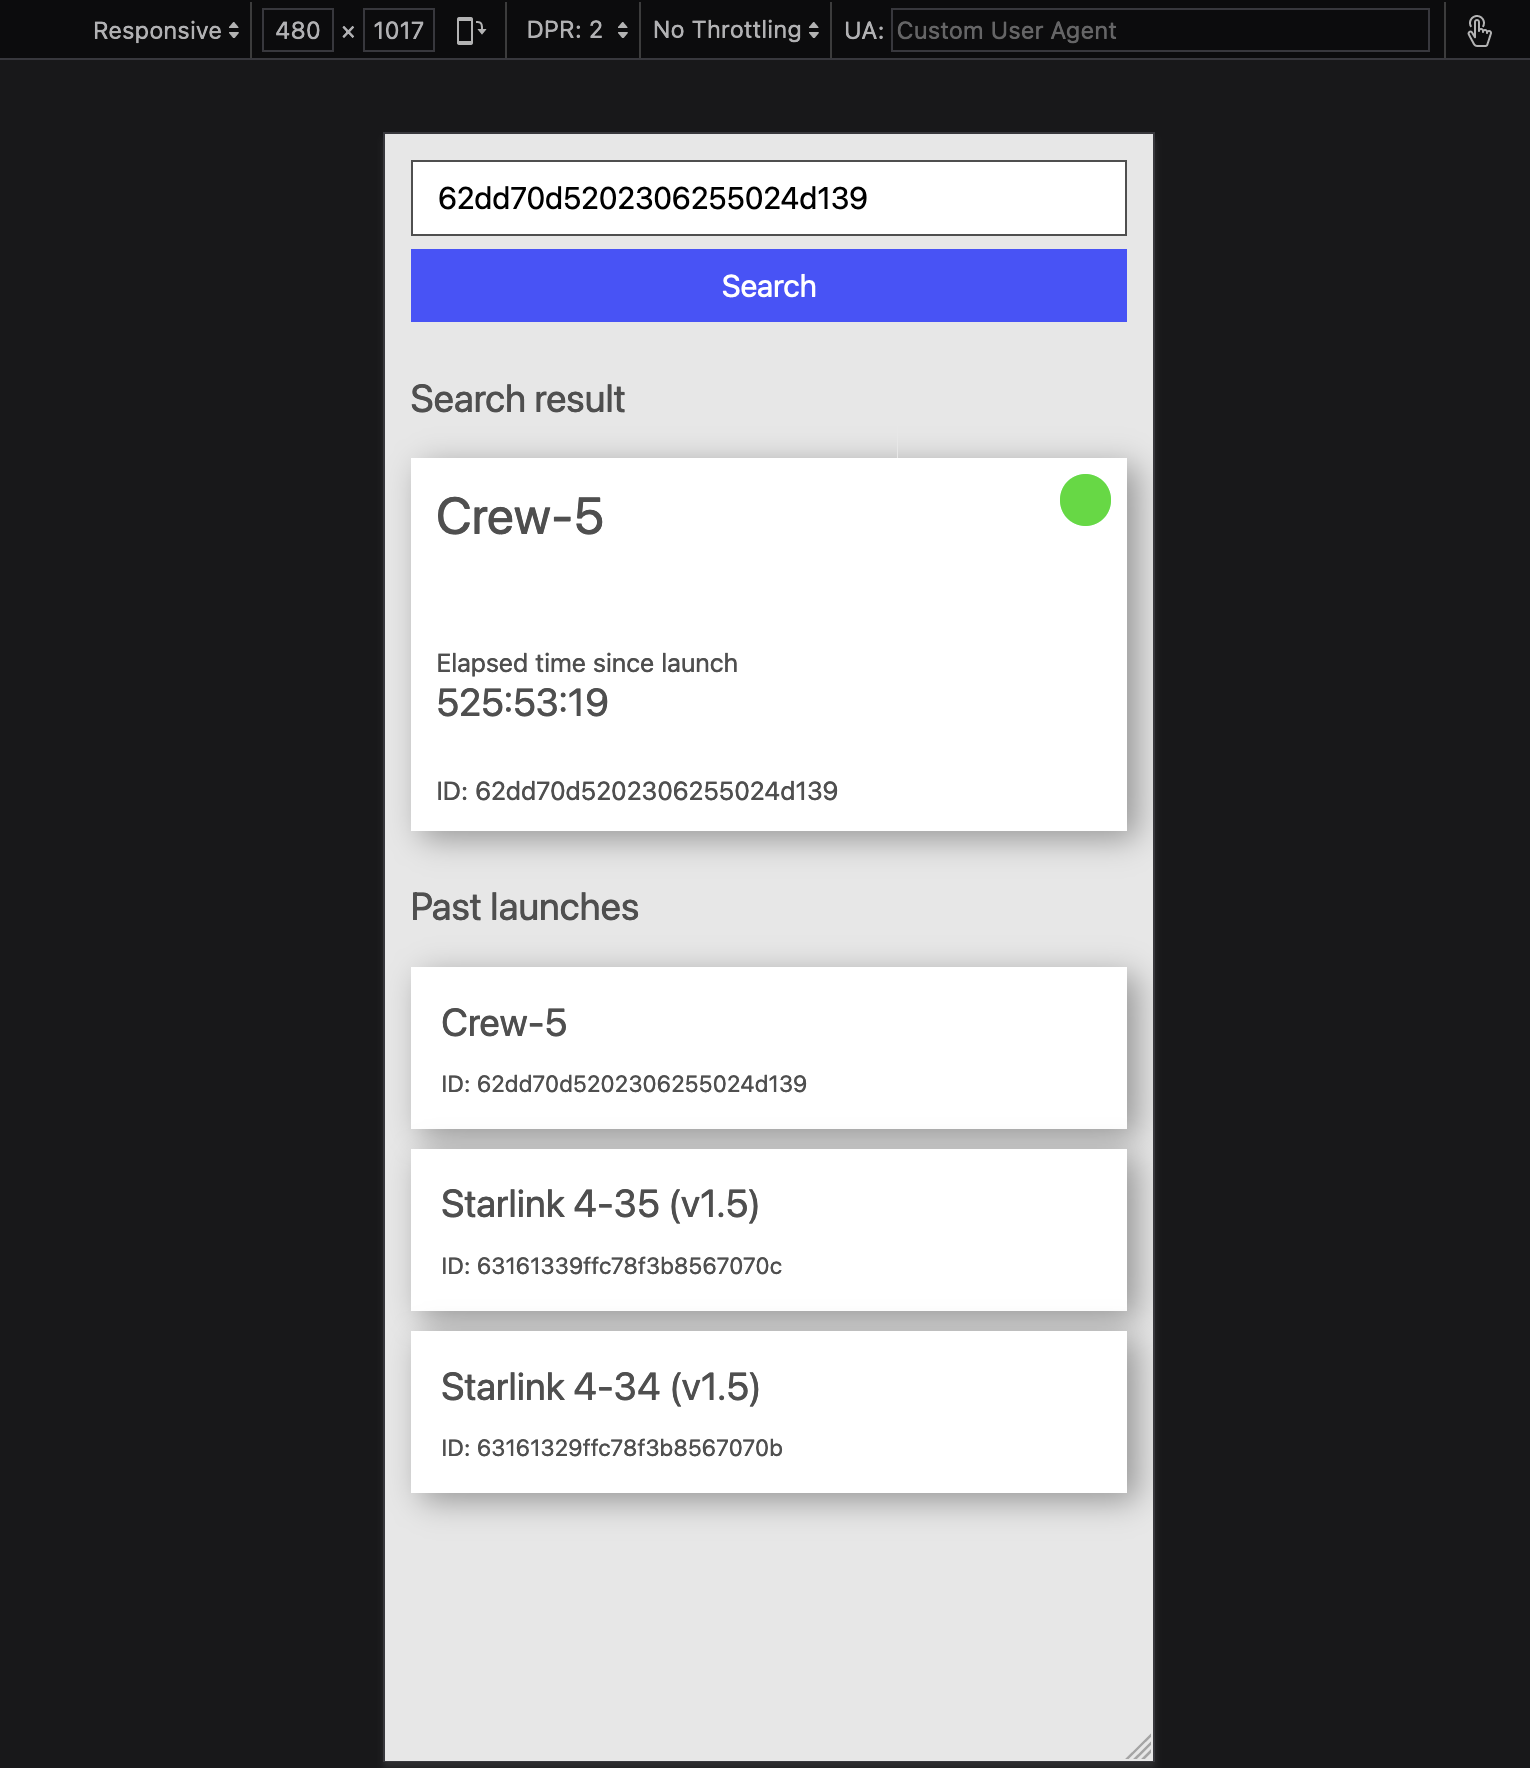 Responsive 480 × 1017 DPR: 2 No Throttling UA: Custom User Agent
62dd70d5202306255024d139
Search
Search result
Crew-5
Elapsed time since launch
525:53:19
ID: 62dd70d5202306255024d139
Past launches
Crew-5
ID: 62dd70d5202306255024d139
Starlink 4-35 (v1.5)
ID: 63161339ffc78f3b8567070c
Starlink 4-34 (v1.5)
ID: 63161329ffc78f3b8567070b